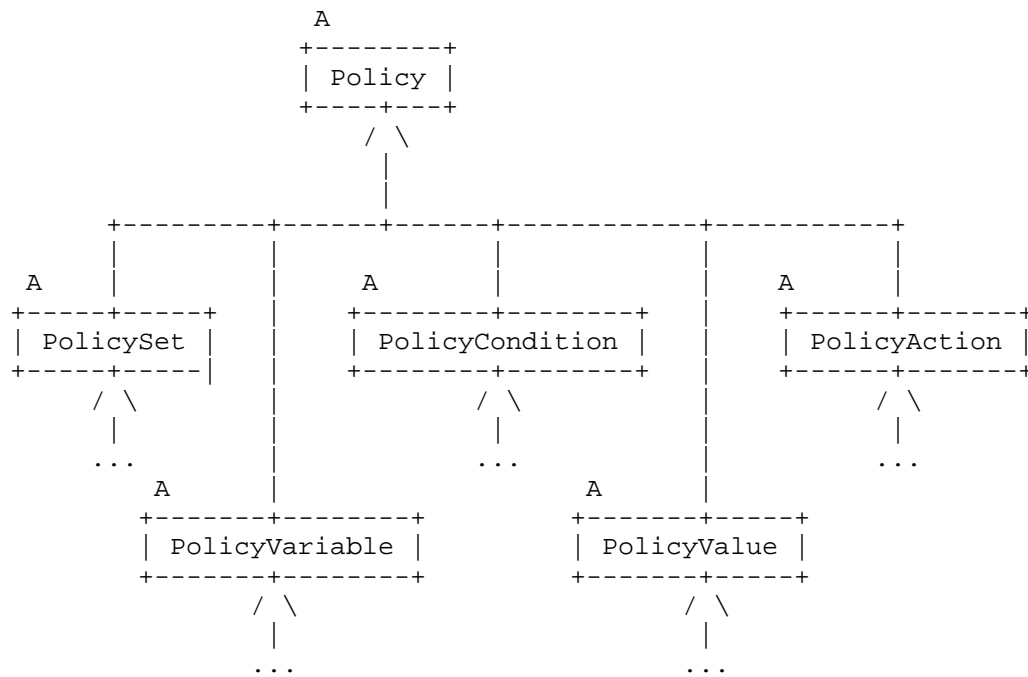 A
Policy
A A A
PolicySet PolicyCondition PolicyAction
... ... ...
A A
PolicyVariable PolicyValue
... ...